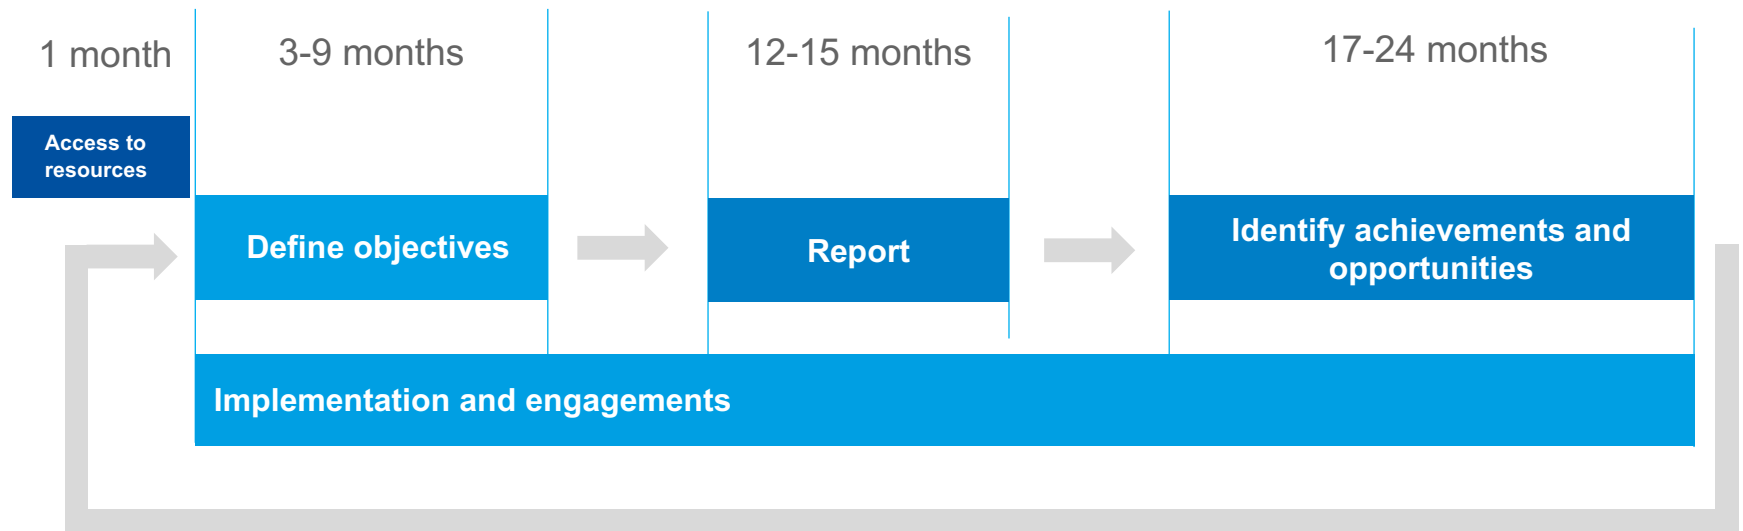 1 month
3-9 months
12-15 months
17-24 months
Access to
resources
Define objectives
Report
Identify achievements and
opportunities
Implementation and engagements